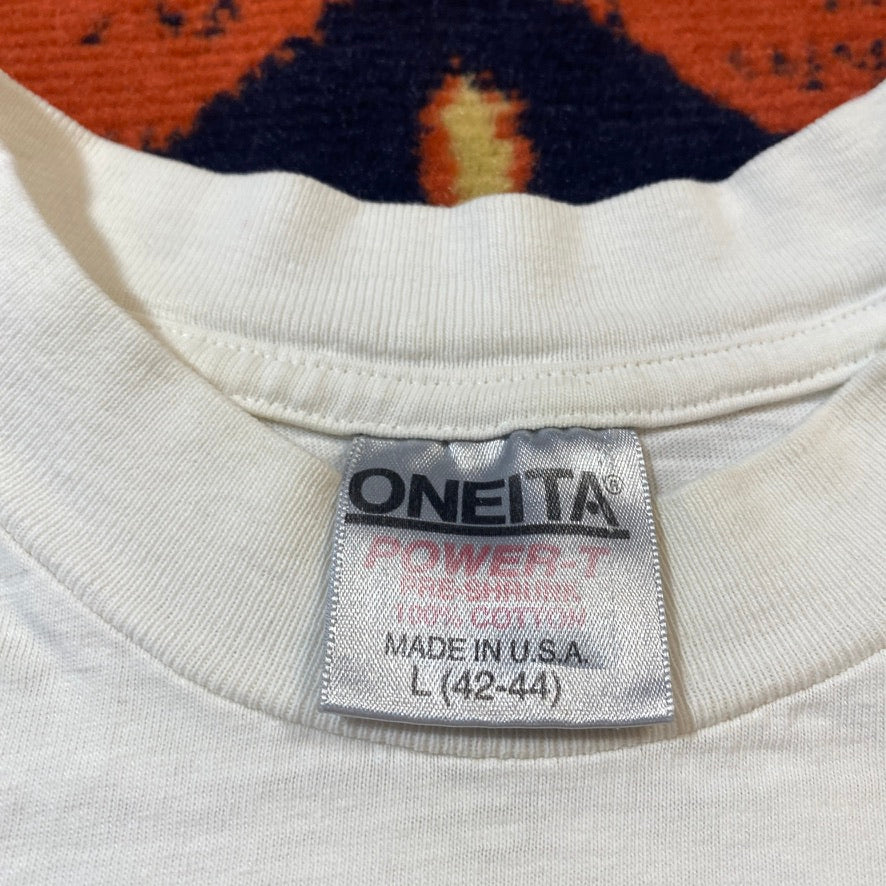 ONEITA®
POWER-T
PRE-SHRUNK
100% COTTON
MADE IN U.S.A.
L (42-44)